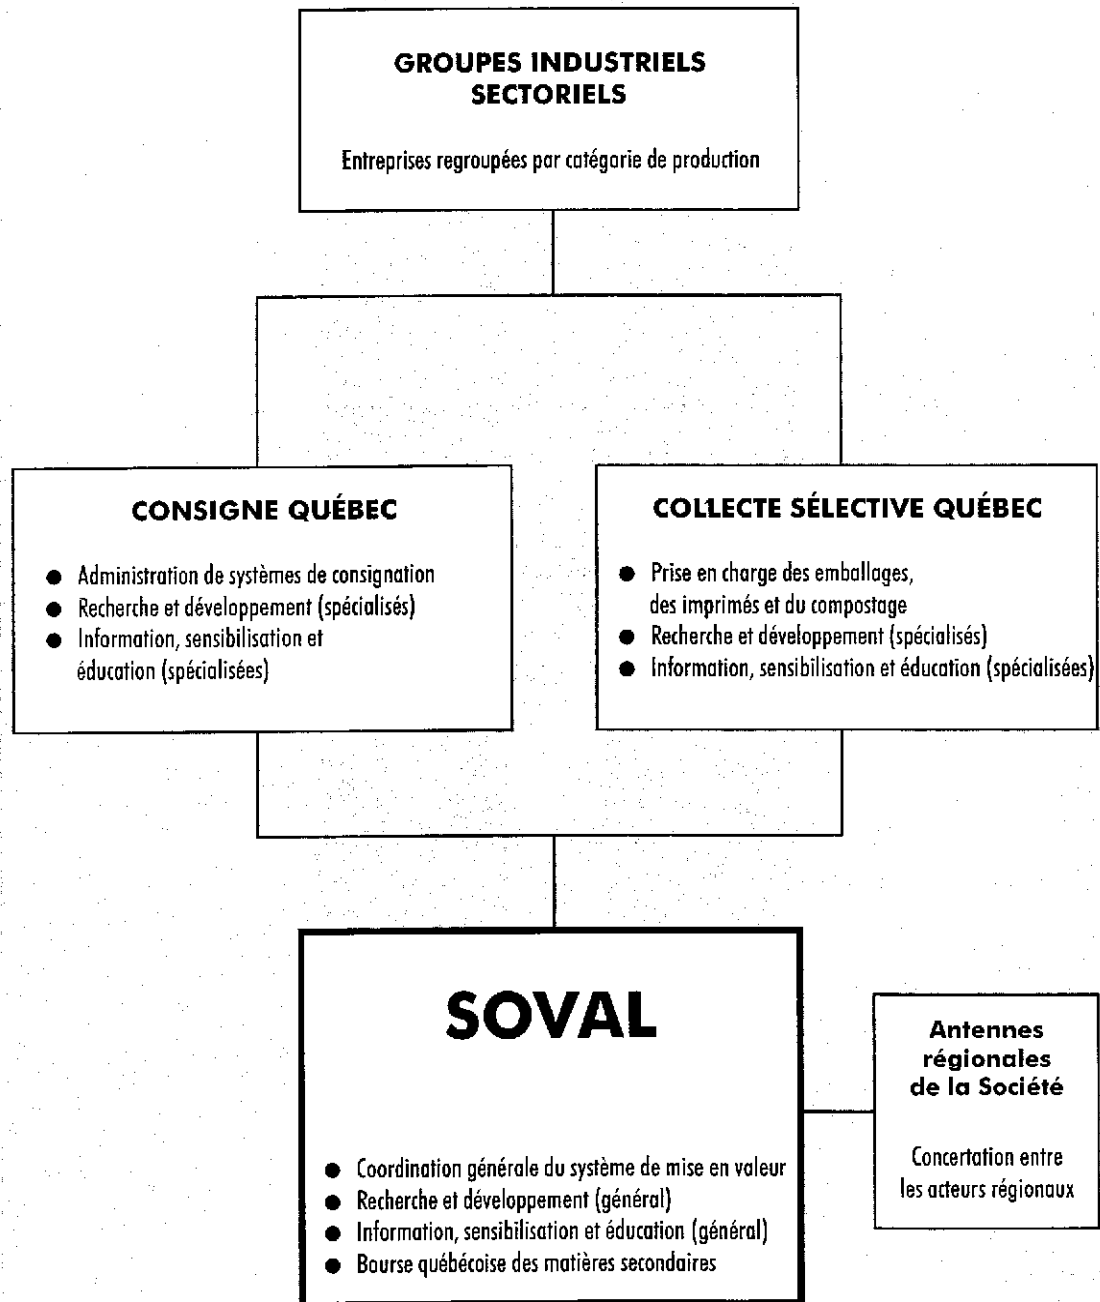 GROUPES INDUSTRIELS
SECTORIELS
Entreprises regroupées par catégorie de production
CONSIGNE QUÉBEC
● Administration de systèmes de consignation
● Recherche et développement (spécialisés)
● Information, sensibilisation et
éducation (spécialisées)
COLLECTE SÉLECTIVE QUÉBEC
● Prise en charge des emballages,
des imprimés et du compostage
● Recherche et développement (spécialisés)
● Information, sensibilisation et éducation (spécialisées)
SOVAL
● Coordination générale du système de mise en valeur
● Recherche et développement (général)
● Information, sensibilisation et éducation (général)
● Bourse québécoise des matières secondaires
Antennes
régionales
de la Société
Concertation entre
les acteurs régionaux